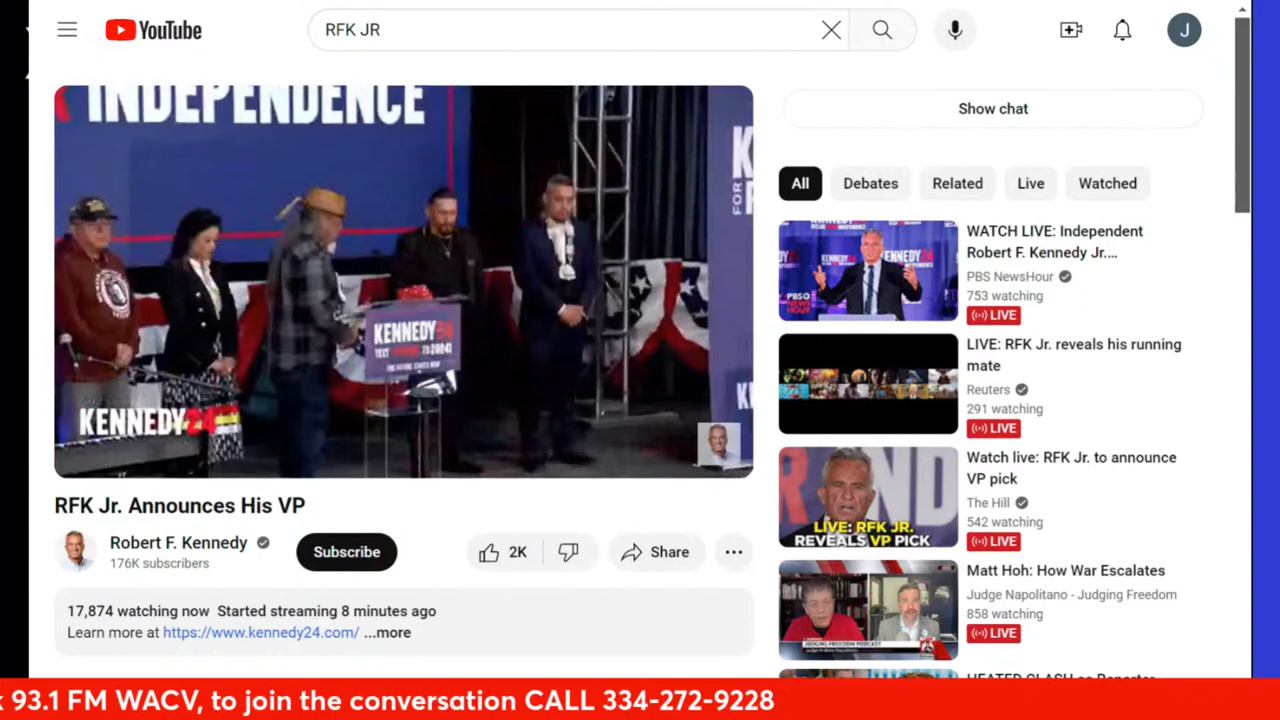 YouTube
RFK JR
J
INDEPENDENCE
KENNEDY24
TO 20241
KENNEDY24
RFK Jr. Announces His VP
Robert F. Kennedy
176K subscribers
Subscribe
2K
Share
17,874 watching now Started streaming 8 minutes ago
Learn more at https://www.kennedy24.com/ ...more
Show chat
All
Debates
Related
Live
Watched
WATCH LIVE: Independent
Robert F. Kennedy Jr....
PBS NewsHour
753 watching
LIVE
LIVE: RFK Jr. reveals his running
mate
Reuters
291 watching
LIVE
LIVE: RFK JR.
REVEALS VP PICK
Watch live: RFK Jr. to announce
VP pick
The Hill
542 watching
LIVE
Matt Hoh: How War Escalates
Judge Napolitano - Judging Freedom
858 watching
LIVE
93.1 FM WACV, to join the conversation CALL 334-272-9228